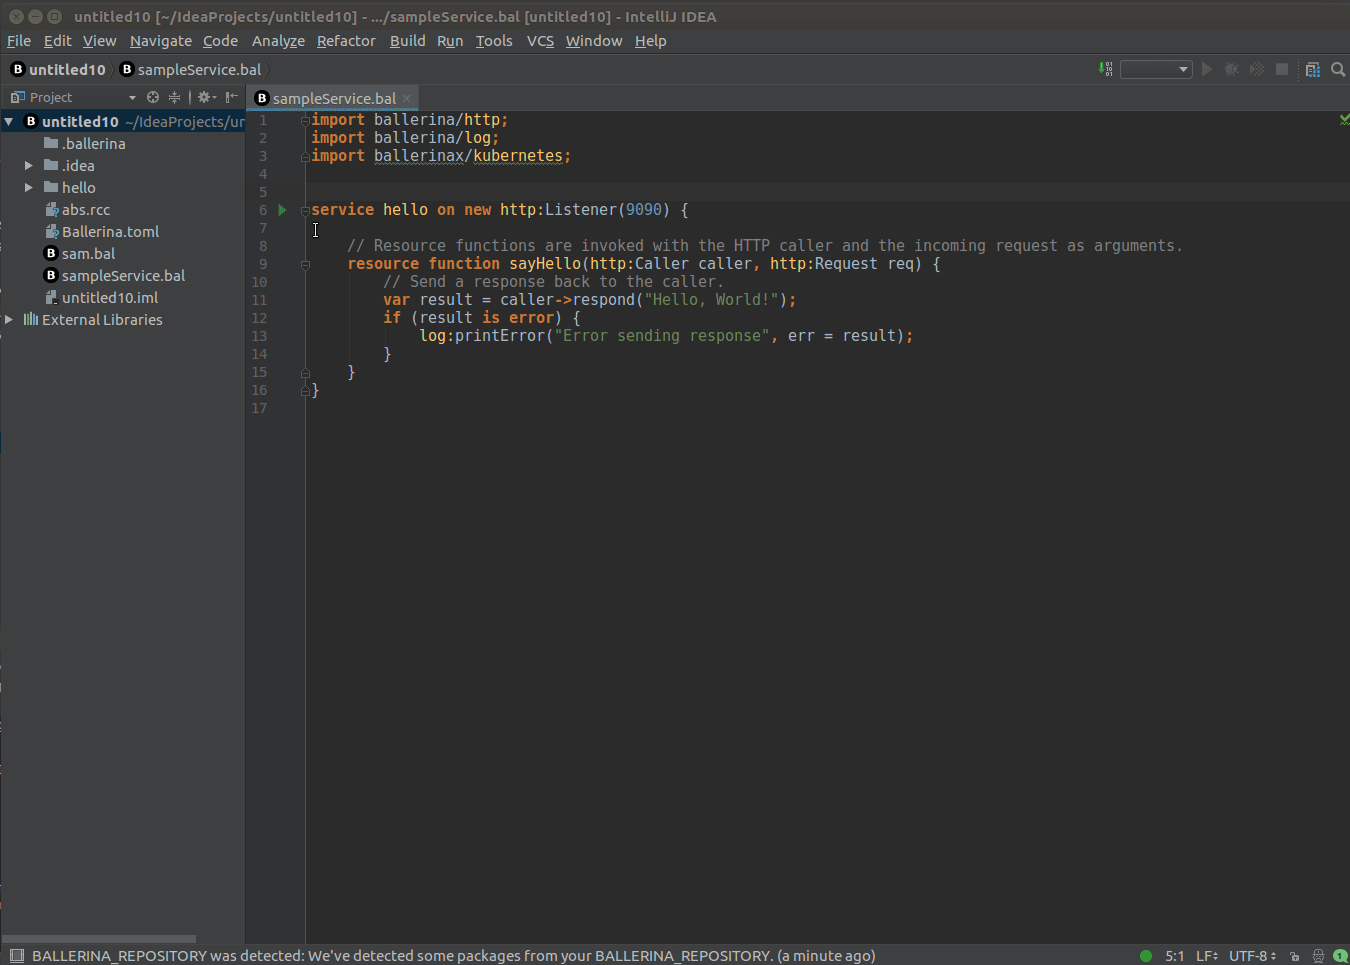 untitled10 [~/IdeaProjects/untitled10] - .../sampleService.bal [untitled10] - IntelliJ IDEA
File Edit View Navigate Code Analyze Refactor Build Run Tools VCS Window Help
B untitled10 B sampleService.bal
Project
B sampleService.bal
B untitled10 ~/IdeaProjects/un
.ballerina
.idea
hello
abs.rcc
Ballerina.toml
B sam.bal
B sampleService.bal
untitled10.iml
External Libraries
1 import ballerina/http;
2 import ballerina/log;
3 import ballerinax/kubernetes;
4
5
6 service hello on new http:Listener(9090) {
7
8 // Resource functions are invoked with the HTTP caller and the incoming request as arguments.
9 resource function sayHello(http:Caller caller, http:Request req) {
10 // Send a response back to the caller.
11 var result = caller->respond("Hello, World!");
12 if (result is error) {
13 log:printError("Error sending response", err = result);
14 }
15 }
16 }
17
BALLERINA_REPOSITORY was detected: We've detected some packages from your BALLERINA_REPOSITORY. (a minute ago) 5:1 LF UTF-8 1